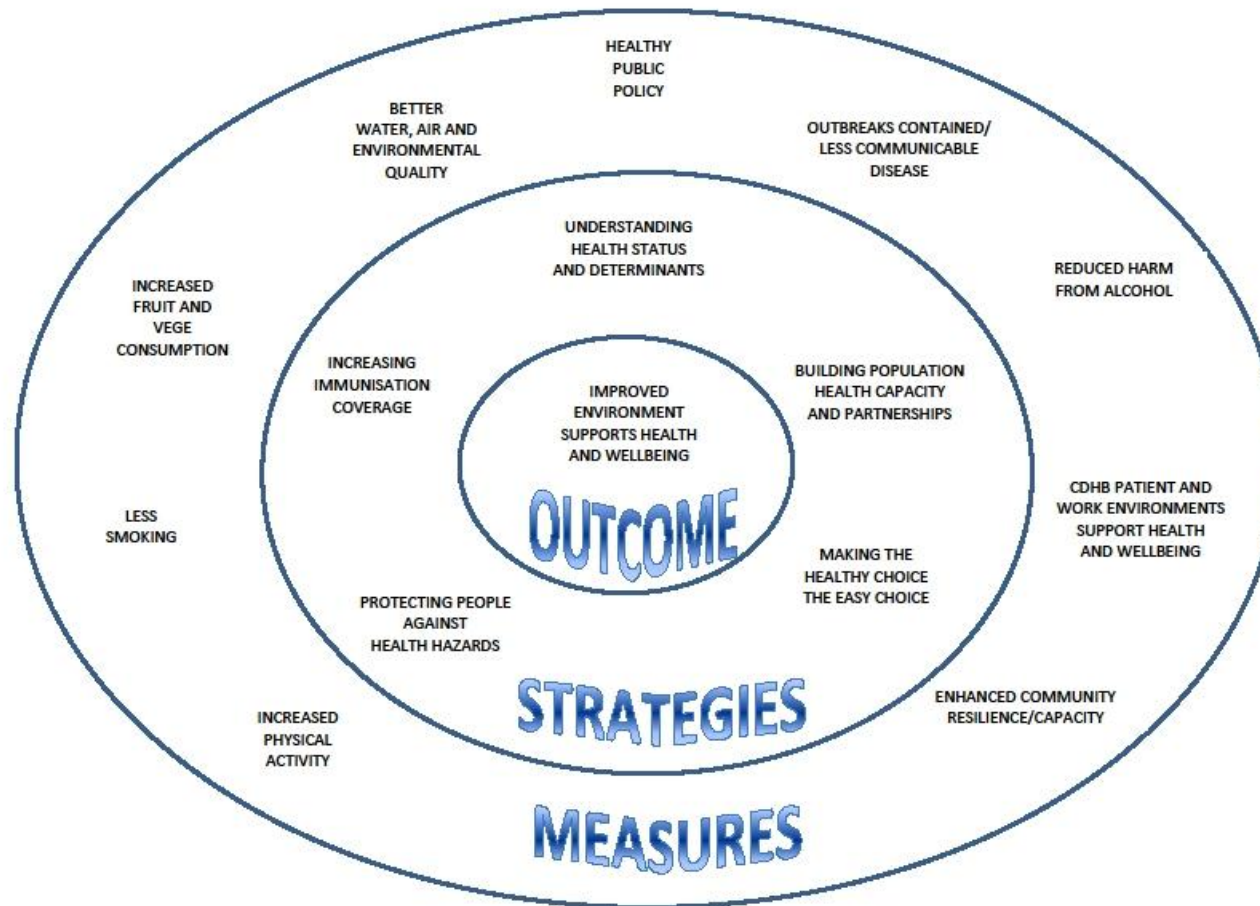 HEALTHY
PUBLIC
POLICY
BETTER
WATER, AIR AND
ENVIRONMENTAL
QUALITY
OUTBREAKS CONTAINED/
LESS COMMUNICABLE
DISEASE
UNDERSTANDING
HEALTH STATUS
AND DETERMINANTS
REDUCED HARM
FROM ALCOHOL
INCREASED
FRUIT AND
VEGE
CONSUMPTION
INCREASING
IMMUNISATION
COVERAGE
BUILDING POPULATION
HEALTH CAPACITY
AND PARTNERSHIPS
IMPROVED
ENVIRONMENT
SUPPORTS HEALTH
AND WELLBEING
OUTCOME
CDHB PATIENT AND
WORK ENVIRONMENTS
SUPPORT HEALTH
AND WELLBEING
LESS
SMOKING
MAKING THE
HEALTHY CHOICE
THE EASY CHOICE
PROTECTING PEOPLE
AGAINST
HEALTH HAZARDS
STRATEGIES
ENHANCED COMMUNITY
RESILIENCE/CAPACITY
INCREASED
PHYSICAL
ACTIVITY
MEASURES